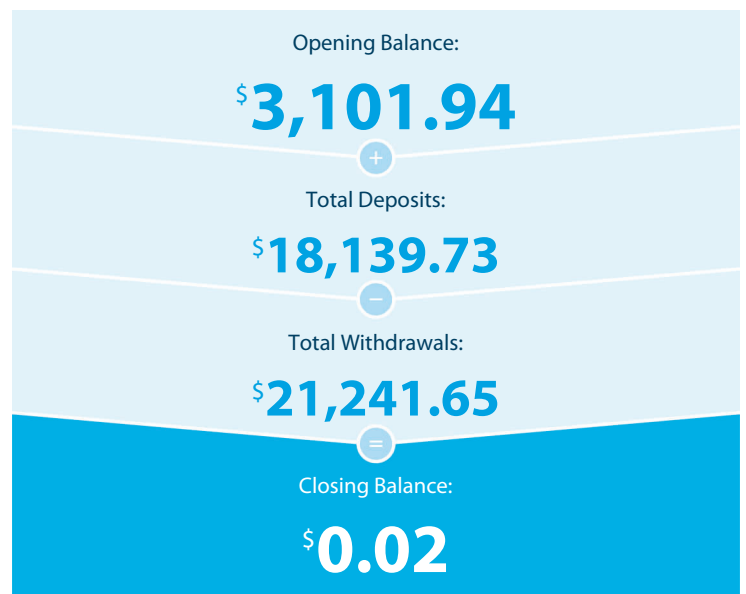 Opening Balance:
$3,101.94
+
Total Deposits:
$18,139.73
−
Total Withdrawals:
$21,241.65
=
Closing Balance:
$0.02